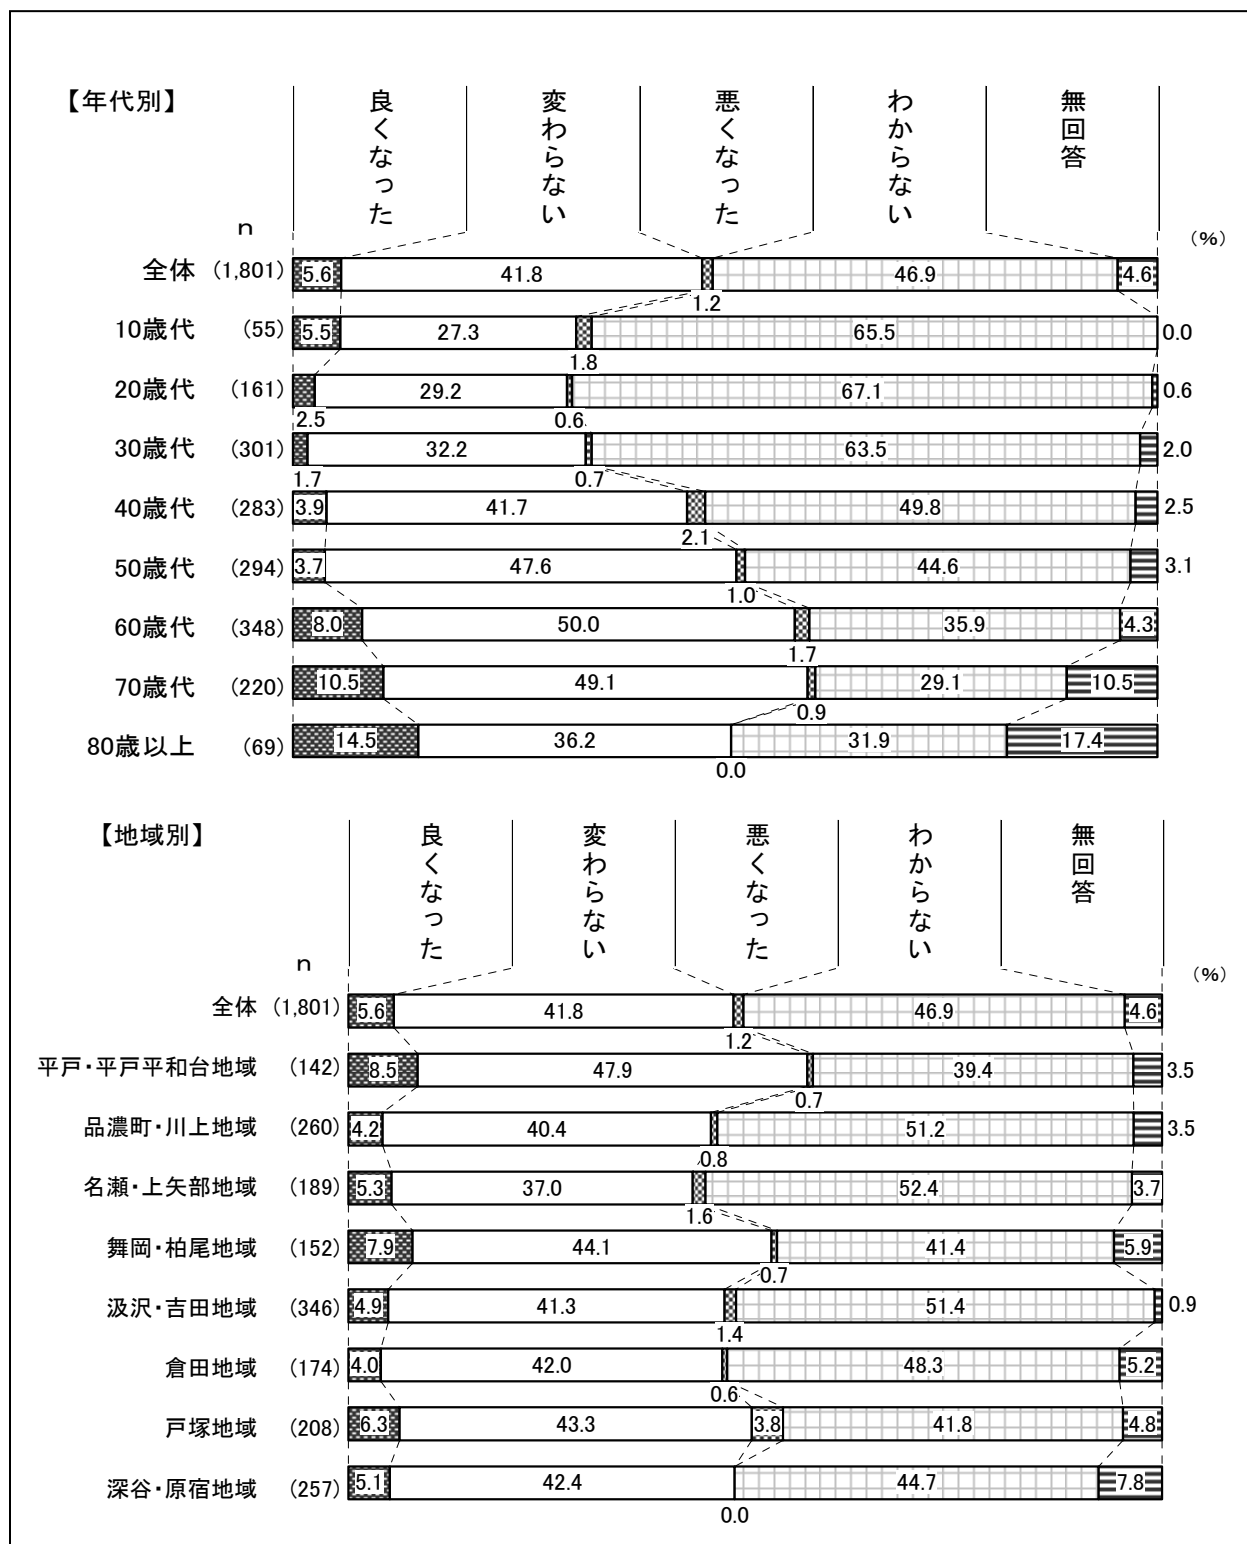 【年代別】
良くなった
変わらない
悪くなった
わからない
無回答
n
(%)
全体 (1,801) 5.6 41.8 1.2 46.9 4.6
10歳代 (55) 5.5 27.3 1.8 65.5 0.0
20歳代 (161) 2.5 29.2 0.6 67.1 0.6
30歳代 (301) 1.7 32.2 0.7 63.5 2.0
40歳代 (283) 3.9 41.7 2.1 49.8 2.5
50歳代 (294) 3.7 47.6 1.0 44.6 3.1
60歳代 (348) 8.0 50.0 1.7 35.9 4.3
70歳代 (220) 10.5 49.1 0.9 29.1 10.5
80歳以上 (69) 14.5 36.2 0.0 31.9 17.4
【地域別】
良くなった
変わらない
悪くなった
わからない
無回答
n
(%)
全体 (1,801) 5.6 41.8 1.2 46.9 4.6
平戸・平戸平和台地域 (142) 8.5 47.9 0.7 39.4 3.5
品濃町・川上地域 (260) 4.2 40.4 0.8 51.2 3.5
名瀬・上矢部地域 (189) 5.3 37.0 1.6 52.4 3.7
舞岡・柏尾地域 (152) 7.9 44.1 0.7 41.4 5.9
汲沢・吉田地域 (346) 4.9 41.3 1.4 51.4 0.9
倉田地域 (174) 4.0 42.0 0.6 48.3 5.2
戸塚地域 (208) 6.3 43.3 3.8 41.8 4.8
深谷・原宿地域 (257) 5.1 42.4 0.0 44.7 7.8